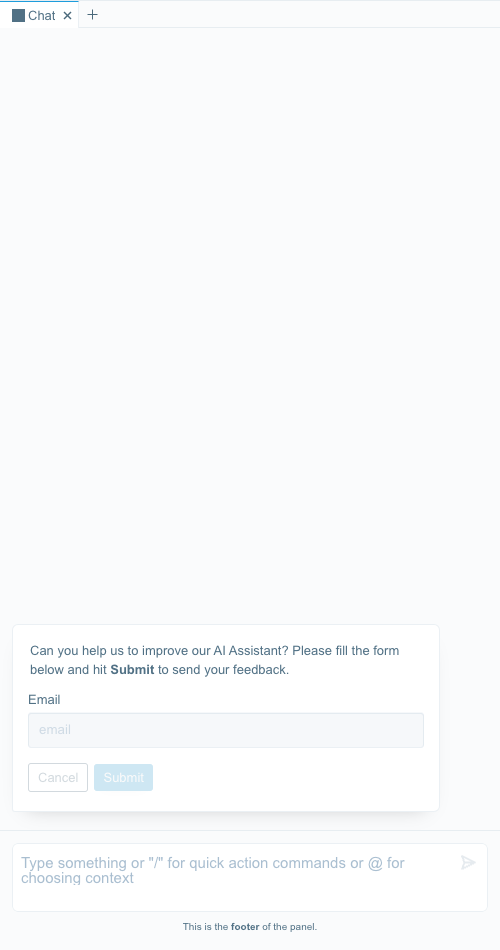 Chat
Can you help us to improve our AI Assistant? Please fill the form
below and hit Submit to send your feedback.
Email
email
Cancel Submit
Type something or "/" for quick action commands or @ for
choosing context
This is the footer of the panel.